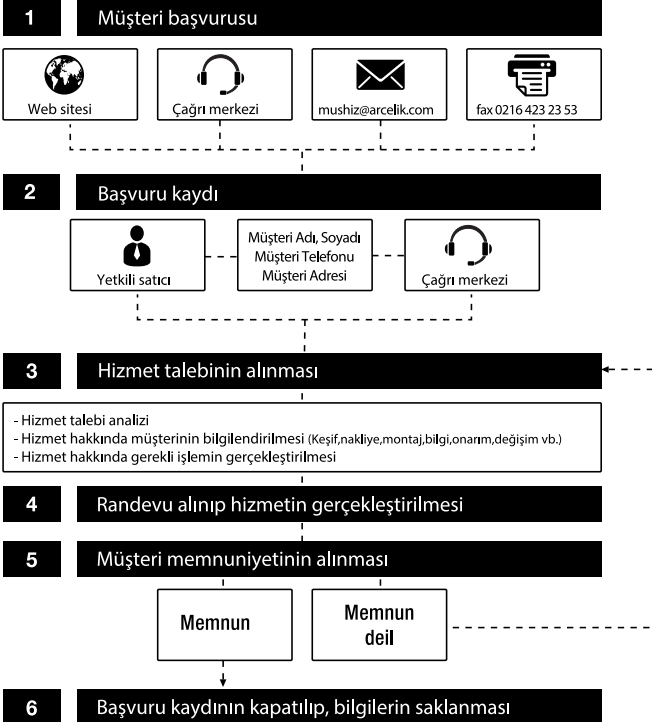 1 Müşteri başvurusu
Web sitesi
Çağrı merkezi
mushiz@arcelik.com
fax 0216 423 23 53
2 Başvuru kaydı
Yetkili satıcı
Müşteri Adı, Soyadı
Müşteri Telefonu
Müşteri Adresi
Çağrı merkezi
3 Hizmet talebinin alınması
- Hizmet talebi analizi
- Hizmet hakkında müşterinin bilgilendirilmesi (Keşif,nakliye,montaj,bilgi,onarım,değişim vb.)
- Hizmet hakkında gerekli işlemin gerçekleştirilmesi
4 Randevu alınıp hizmetin gerçekleştirilmesi
5 Müşteri memnuniyetinin alınması
Memnun
Memnun
deil
6 Başvuru kaydının kapatılıp, bilgilerin saklanması